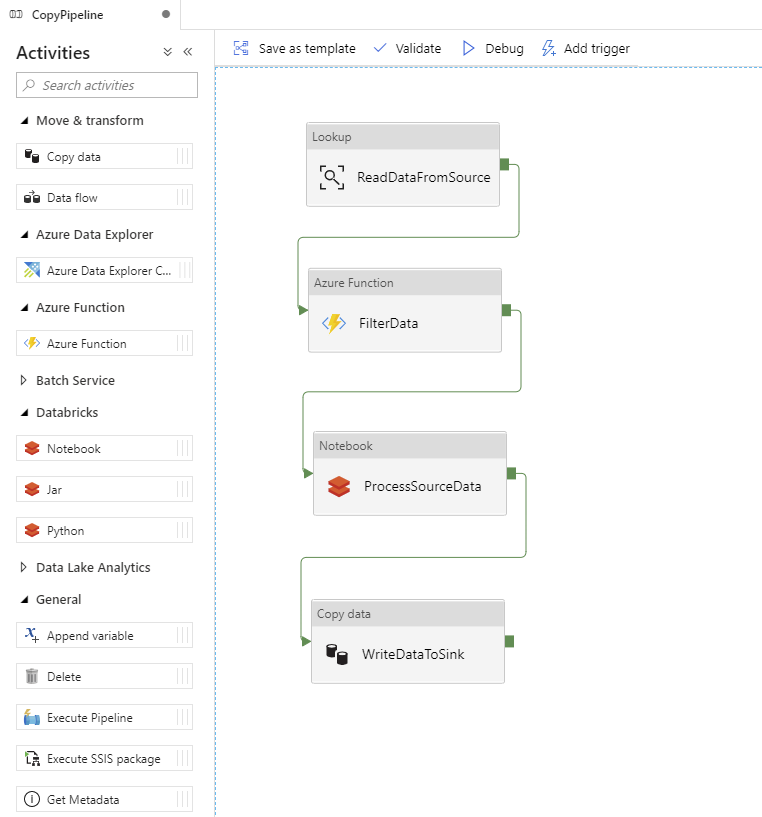 CopyPipeline
Activities
Search activities
Move & transform
Copy data
Data flow
Azure Data Explorer
Azure Data Explorer C...
Azure Function
Azure Function
Batch Service
Databricks
Notebook
Jar
Python
Data Lake Analytics
General
Append variable
Delete
Execute Pipeline
Execute SSIS package
Get Metadata
Save as template
Validate
Debug
Add trigger
Lookup
ReadDataFromSource
Azure Function
FilterData
Notebook
ProcessSourceData
Copy data
WriteDataToSink